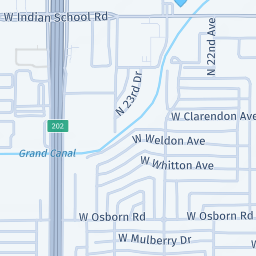 W Indian School Rd
N 22nd Ave
N 23rd Dr
W Clarendon Ave
202
W Weldon Ave
Grand Canal
W Whitton Ave
W Osborn Rd
W Osborn Rd
W Mulberry Dr